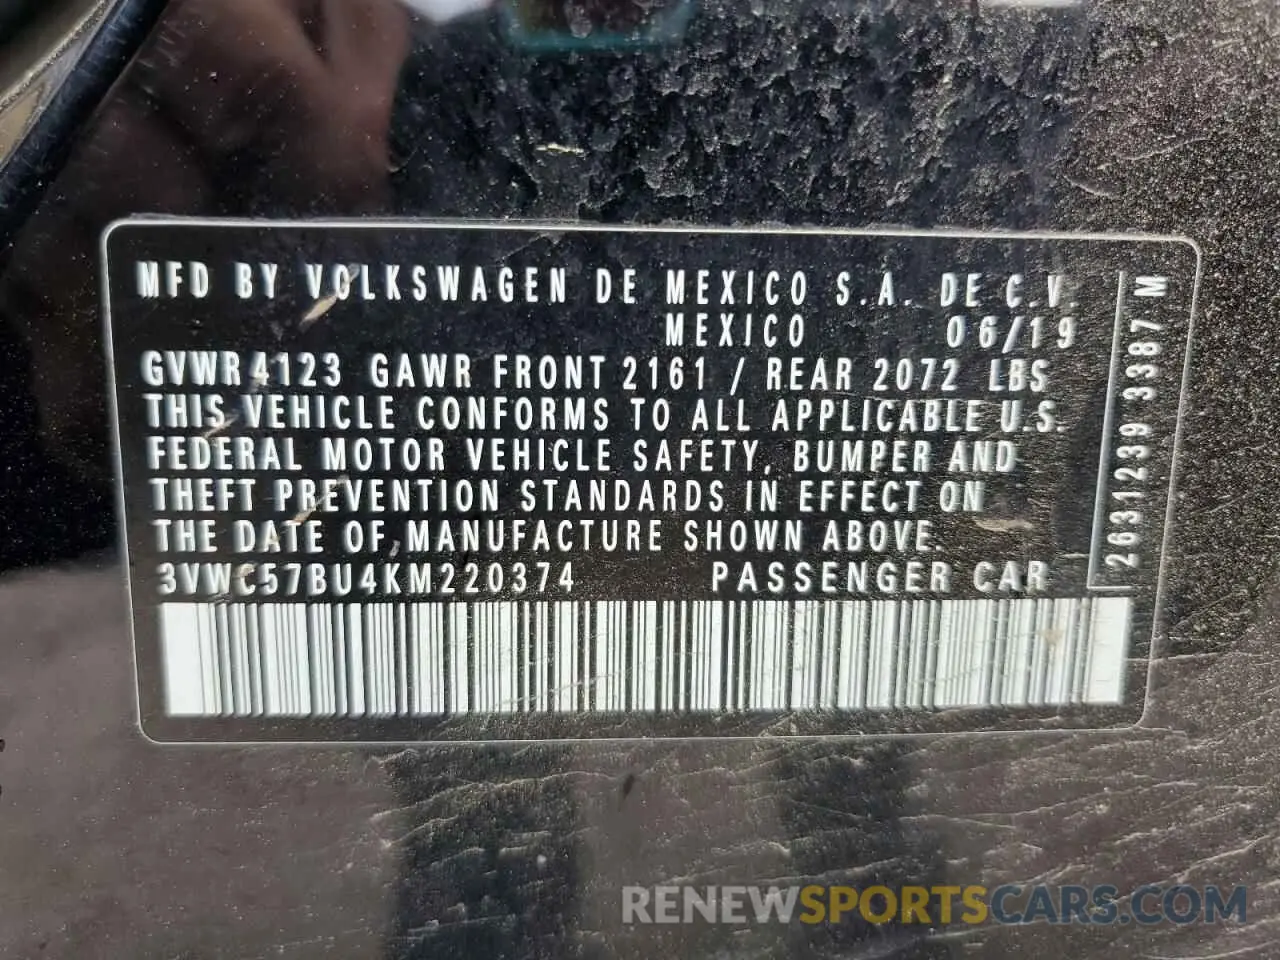 MFD BY VOLKSWAGEN DE MEXICO S.A. DE C.V.
MEXICO 06/19
GVWR 4123 GAWR FRONT 2161 / REAR 2072 LBS
THIS VEHICLE CONFORMS TO ALL APPLICABLE U.S.
FEDERAL MOTOR VEHICLE SAFETY, BUMPER AND
THEFT PREVENTION STANDARDS IN EFFECT ON
THE DATE OF MANUFACTURE SHOWN ABOVE.
3VWC57BU4KM220374 PASSENGER CAR
2631239 3387 M
RENEWSPORTSCARS.COM